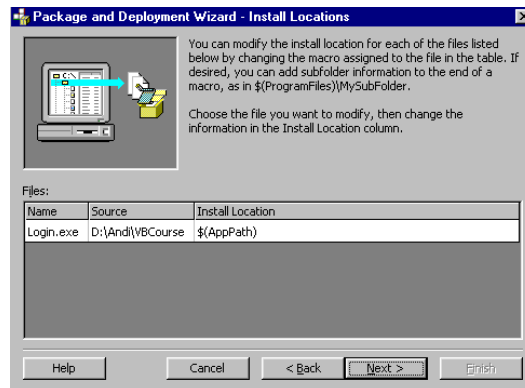 Package and Deployment Wizard - Install Locations
You can modify the install location for each of the files listed
below by changing the macro assigned to the file in the table. If
desired, you can add subfolder information to the end of a
macro, as in $(ProgramFiles)\MySubFolder.
Choose the file you want to modify, then change the
information in the Install Location column.
Files:
Name Source Install Location
Login.exe D:\Andi\VBCourse $(AppPath)
Help Cancel < Back Next > Finish